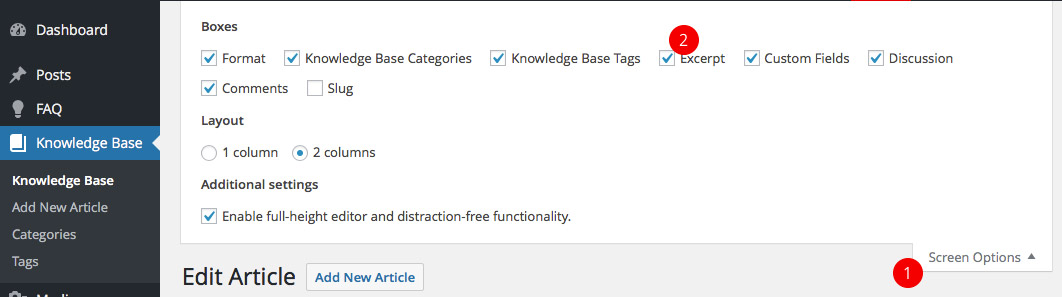 Dashboard
Posts
FAQ
Knowledge Base
Knowledge Base
Add New Article
Categories
Tags
Boxes
2
Format Knowledge Base Categories Knowledge Base Tags Excerpt Custom Fields Discussion
Comments Slug
Layout
1 column 2 columns
Additional settings
Enable full-height editor and distraction-free functionality.
Screen Options
1
Edit Article Add New Article